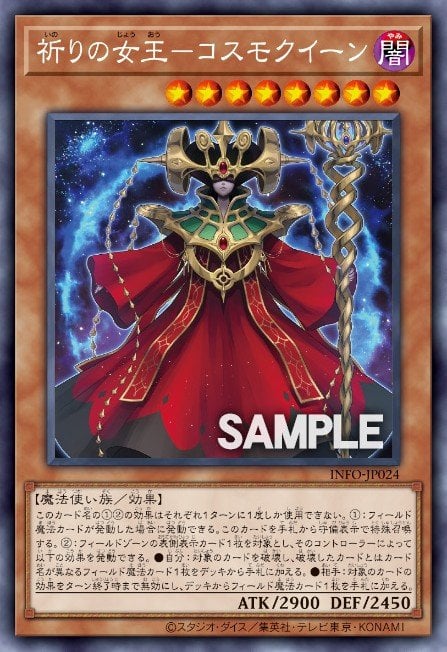 祈りの女王－コスモクイーン
いの じょう おう
闇
やみ
SAMPLE
INFO-JP024
【魔法使い族／効果】
このカード名の①②の効果はそれぞれ1ターンに1度しか使用できない。①：フィールド
魔法カードが発動した場合に発動できる。このカードを手札から守備表示で特殊召喚
する。②：フィールドゾーンの表側表示カード1枚を対象とし、そのコントローラーによって
以下の効果を発動できる。●自分：対象のカードを破壊し、破壊したカードとはカード
名が異なるフィールド魔法カード1枚をデッキから手札に加える。●相手：対象のカードの
効果をターン終了時まで無効にし、デッキからフィールド魔法カード1枚を手札に加える。
ATK/2900 DEF/2450
©スタジオ・ダイス／集英社・テレビ東京・KONAMI